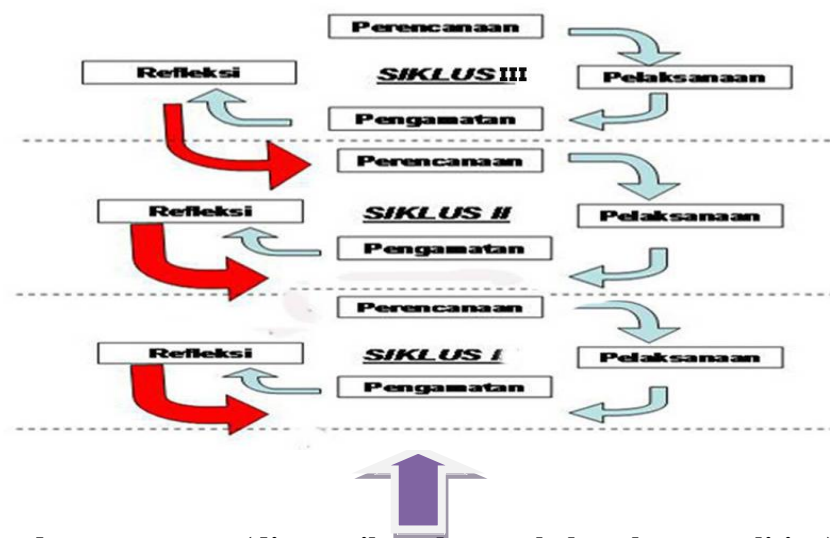 Perencanaan
Refleksi
SIKLUS III
Pelaksanaan
Pengamatan
Perencanaan
Refleksi
SIKLUS II
Pelaksanaan
Pengamatan
Perencanaan
Refleksi
SIKLUS I
Pelaksanaan
Pengamatan